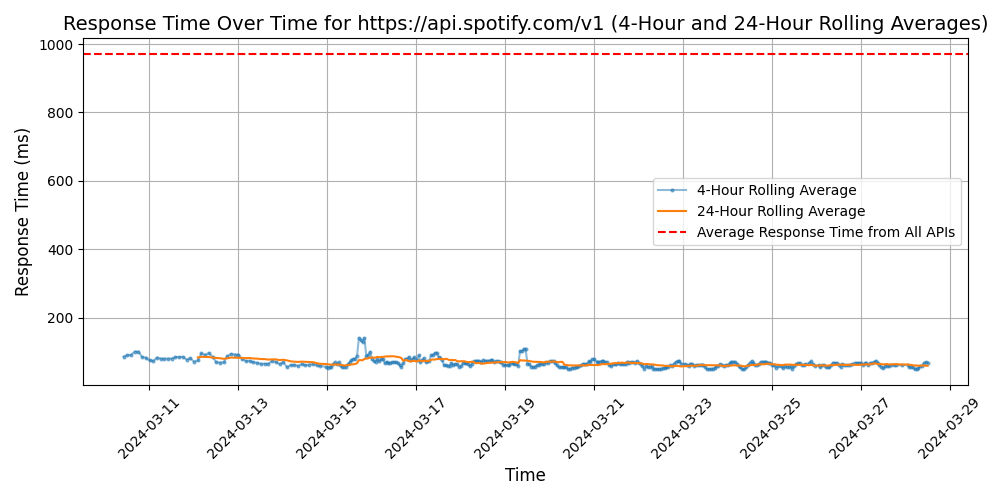 Response Time Over Time for https://api.spotify.com/v1 (4-Hour and 24-Hour Rolling Averages)
Response Time (ms)
1000
800
600
400
200
4-Hour Rolling Average
24-Hour Rolling Average
Average Response Time from All APIs
2024-03-11
2024-03-13
2024-03-15
2024-03-17
2024-03-19
2024-03-21
2024-03-23
2024-03-25
2024-03-27
2024-03-29
Time